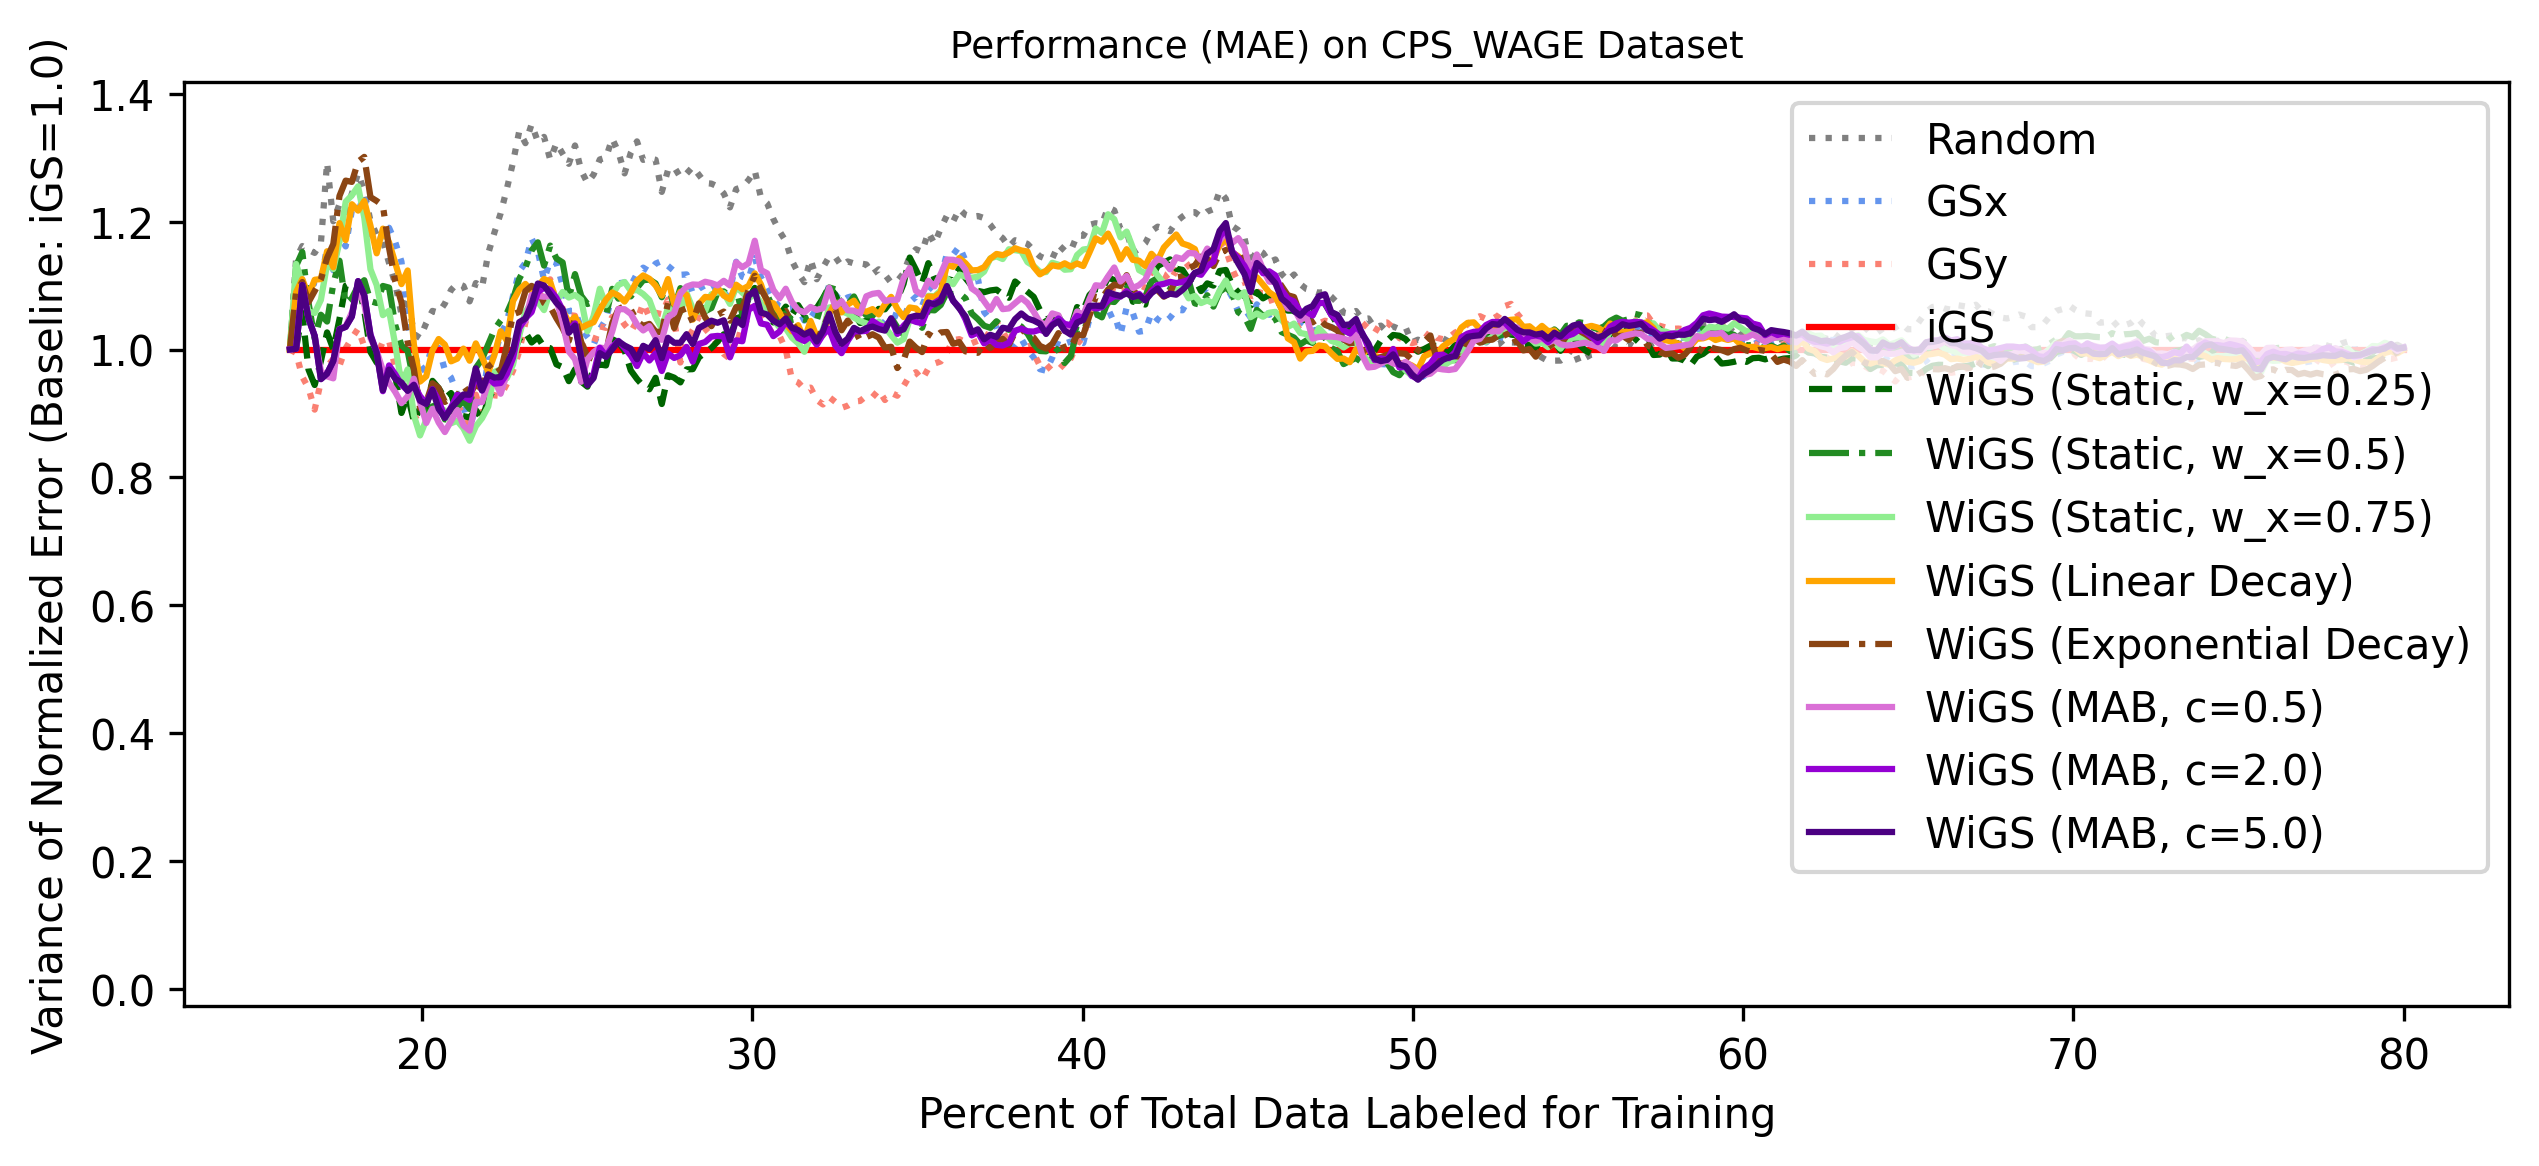 Performance (MAE) on CPS_WAGE Dataset
Variance of Normalized Error (Baseline: iGS=1.0)
1.4
1.2
1.0
0.8
0.6
0.4
0.2
0.0
Random
GSx
GSy
iGS
WiGS (Static, w_x=0.25)
WiGS (Static, w_x=0.5)
WiGS (Static, w_x=0.75)
WiGS (Linear Decay)
WiGS (Exponential Decay)
WiGS (MAB, c=0.5)
WiGS (MAB, c=2.0)
WiGS (MAB, c=5.0)
20 30 40 50 60 70 80
Percent of Total Data Labeled for Training